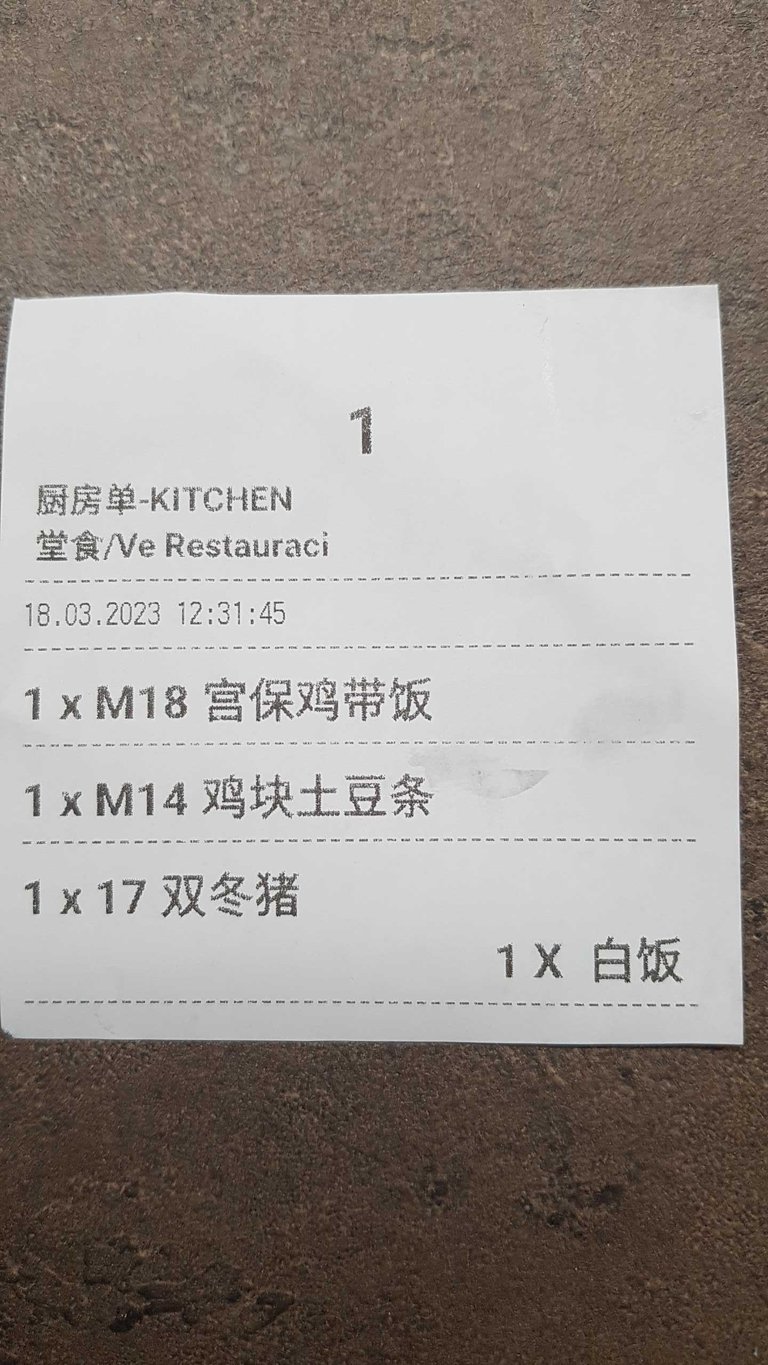 1
厨房单-KITCHEN
堂食/Ve Restauraci
18.03.2023 12:31:45
1 x M18 宫保鸡带饭
1 x M14 鸡块土豆条
1 x 17 双冬猪
1 X 白饭